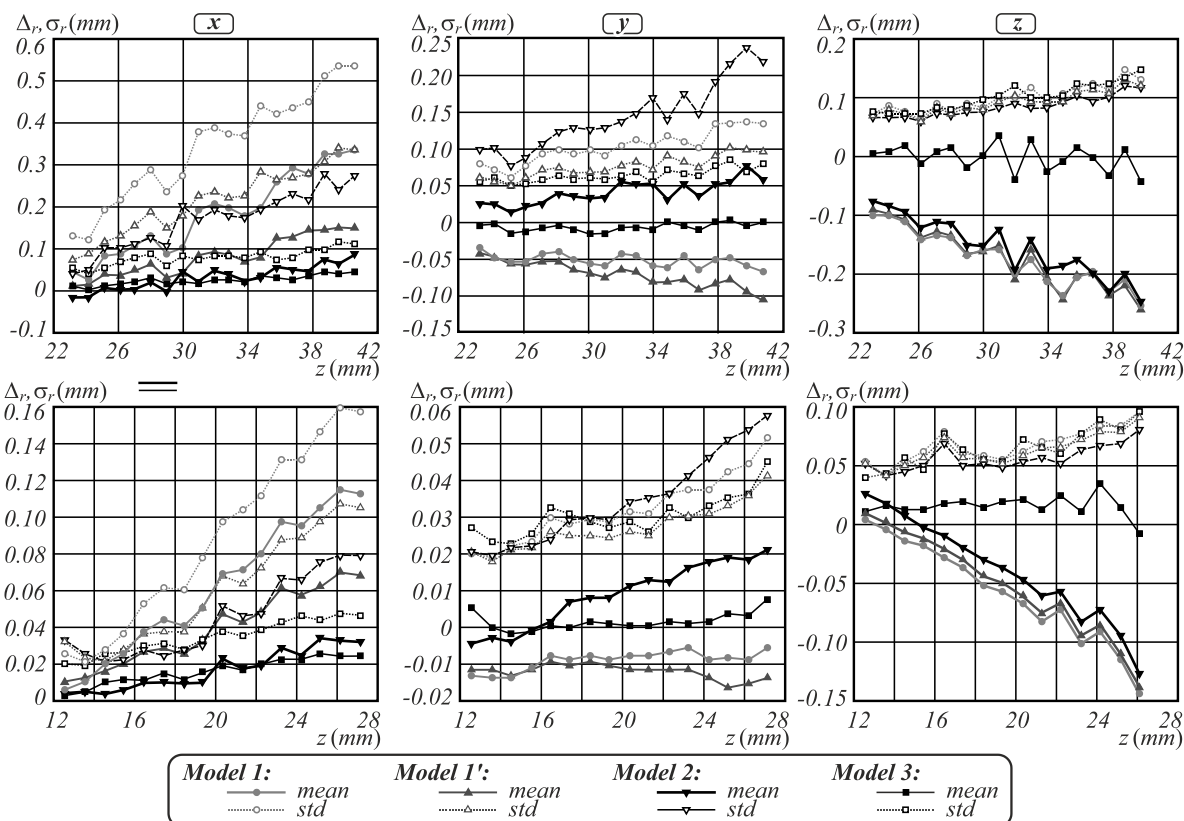 Δr, σr (mm) x
0.6
0.5
0.4
0.3
0.2
0.1
0
-0.1
22 26 30 34 38 42
z (mm)
Δr, σr (mm) y
0.25
0.20
0.15
0.10
0.05
0
-0.05
-0.10
-0.15
22 26 30 34 38 42
z (mm)
Δr, σr (mm) z
0.2
0.1
0
-0.1
-0.2
-0.3
22 26 30 34 38 42
z (mm)
Δr, σr (mm)
0.16
0.14
0.12
0.10
0.08
0.06
0.04
0.02
0
12 16 20 24 28
z (mm)
Δr, σr (mm)
0.06
0.05
0.04
0.03
0.02
0.01
0
-0.01
-0.02
12 16 20 24 28
z (mm)
Δr, σr (mm)
0.10
0.05
0
-0.05
-0.10
-0.15
12 16 20 24 28
z (mm)
Model 1: Model 1': Model 2: Model 3:
mean mean mean mean
std std std std